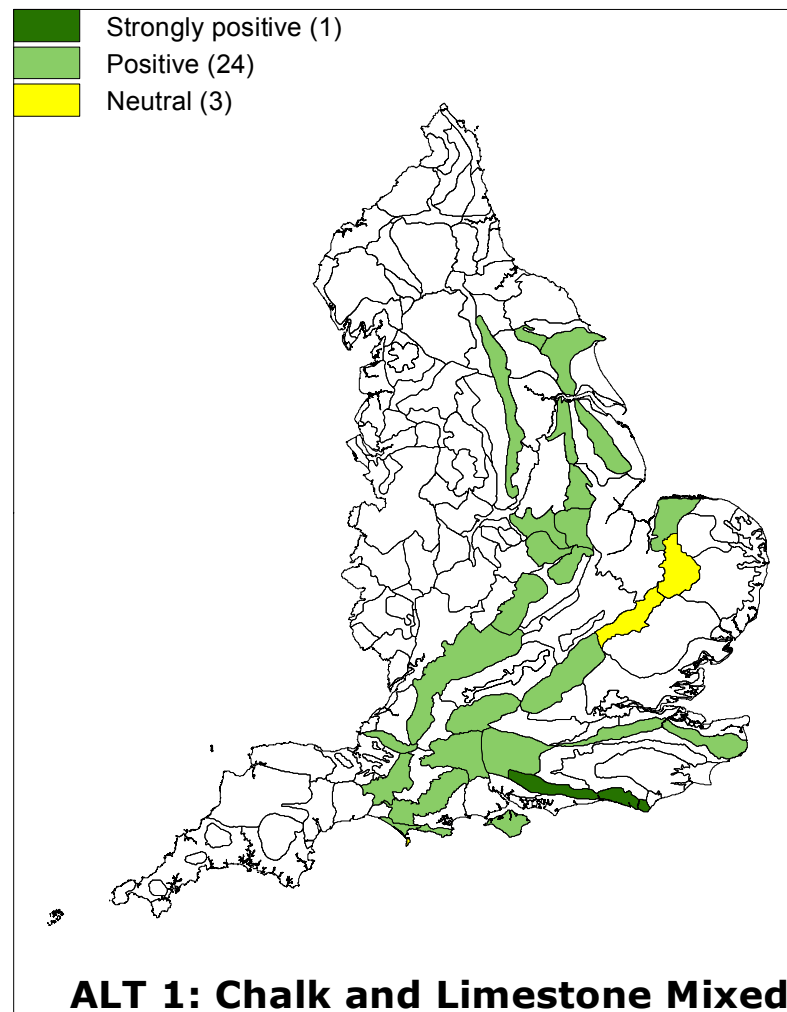 Strongly positive (1)
Positive (24)
Neutral (3)
ALT 1: Chalk and Limestone Mixed